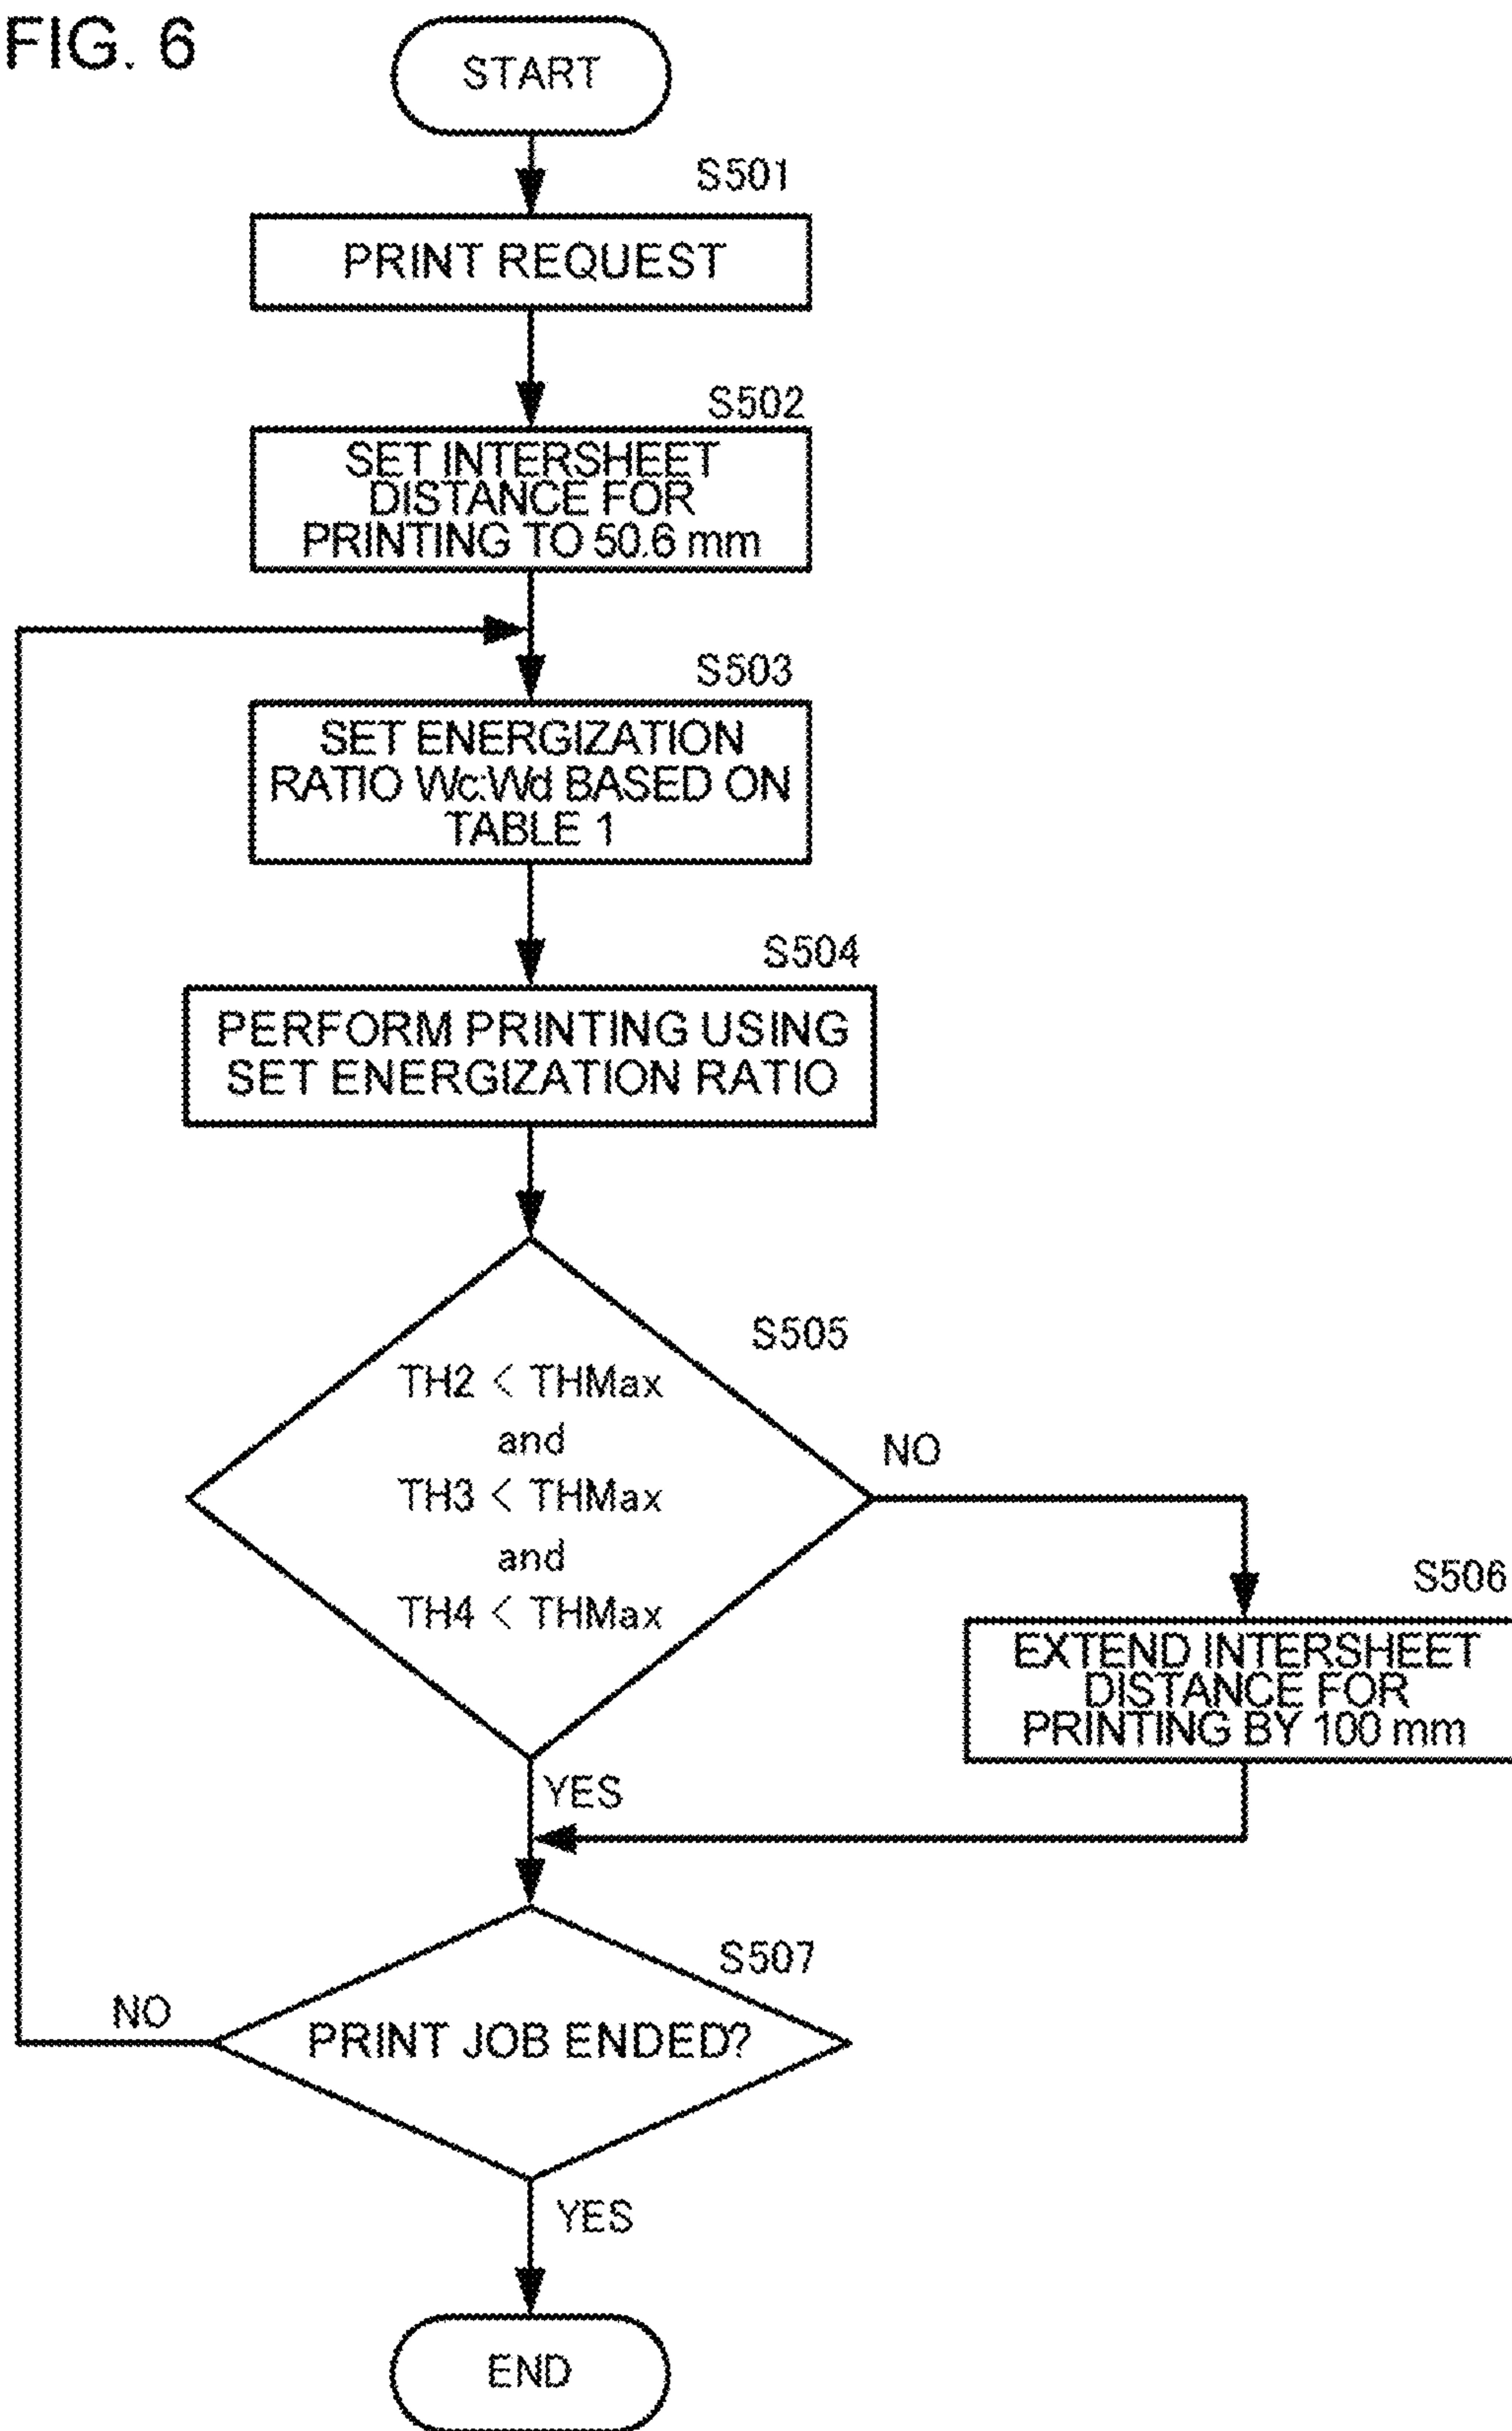 FIG. 6
START
S501
PRINT REQUEST
S502
SET INTERSHEET
DISTANCE FOR
PRINTING TO 50.6 mm
S503
SET ENERGIZATION
RATIO Wc:Wd BASED ON
TABLE 1
S504
PERFORM PRINTING USING
SET ENERGIZATION RATIO
S505
TH2 < THMax
and
TH3 < THMax
and
TH4 < THMax
NO
S506
EXTEND INTERSHEET
DISTANCE FOR
PRINTING BY 100 mm
YES
S507
PRINT JOB ENDED?
NO
YES
END